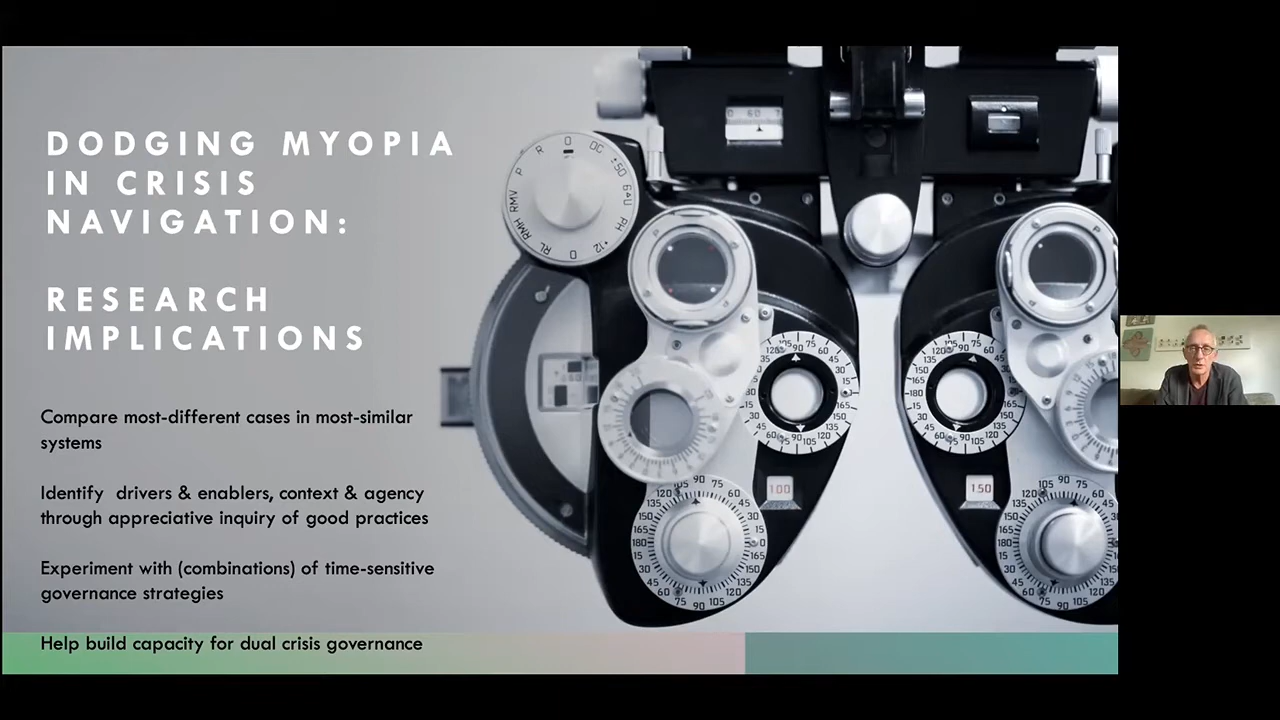 DODGING MYOPIA
IN CRISIS
NAVIGATION:
RESEARCH
IMPLICATIONS
Compare most-different cases in most-similar
systems
Identify drivers & enablers, context & agency
through appreciative inquiry of good practices
Experiment with (combinations) of time-sensitive
governance strategies
Help build capacity for dual crisis governance
100
150